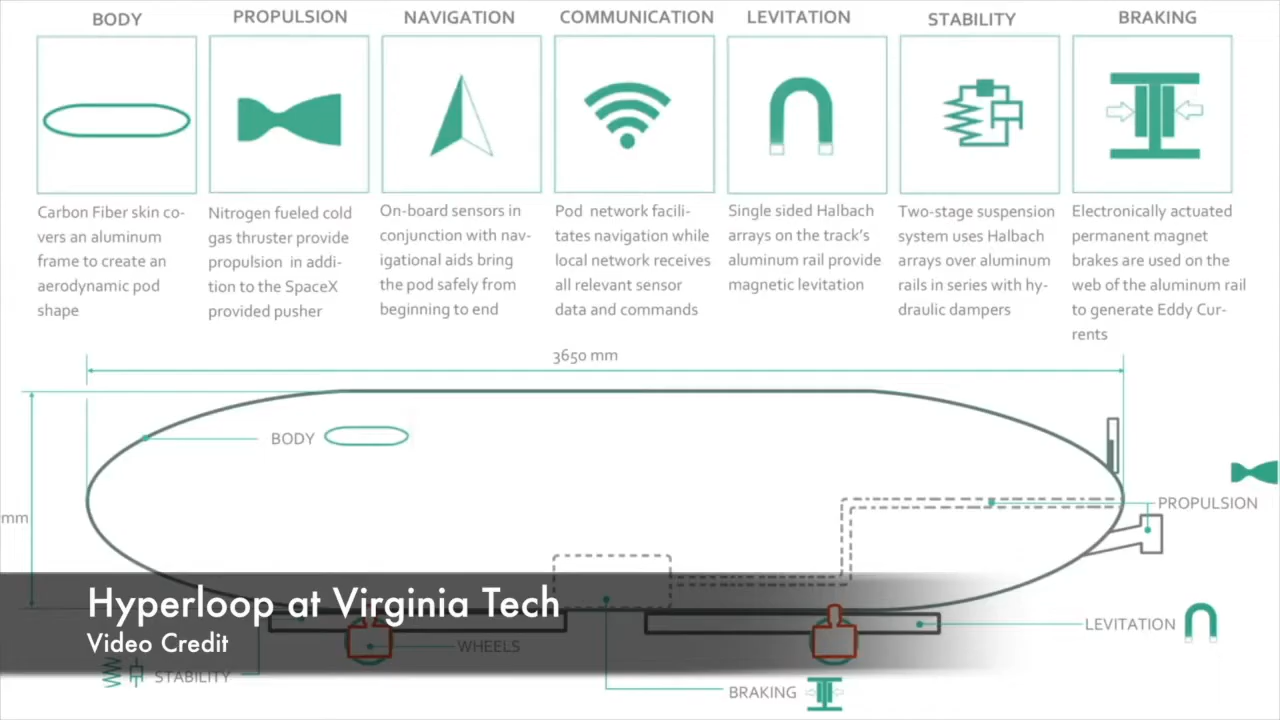 BODY
PROPULSION
NAVIGATION
COMMUNICATION
LEVITATION
STABILITY
BRAKING
Carbon Fiber skin co-
vers an aluminum
frame to create an
aerodynamic pod
shape
Nitrogen fueled cold
gas thruster provide
propulsion in addi-
tion to the SpaceX
provided pusher
On-board sensors in
conjunction with nav-
igational aids bring
the pod safely from
beginning to end
Pod network facili-
tates navigation while
local network receives
all relevant sensor
data and commands
Single sided Halbach
arrays on the track's
aluminum rail provide
magnetic levitation
Two-stage suspension
system uses Halbach
arrays over aluminum
rails in series with hy-
draulic dampers
Electronically actuated
permanent magnet
brakes are used on the
web of the aluminum rail
to generate Eddy Cur-
rents
3650 mm
BODY
mm
PROPULSION
Hyperloop at Virginia Tech
Video Credit
LEVITATION
WHEELS
STABILITY
BRAKING